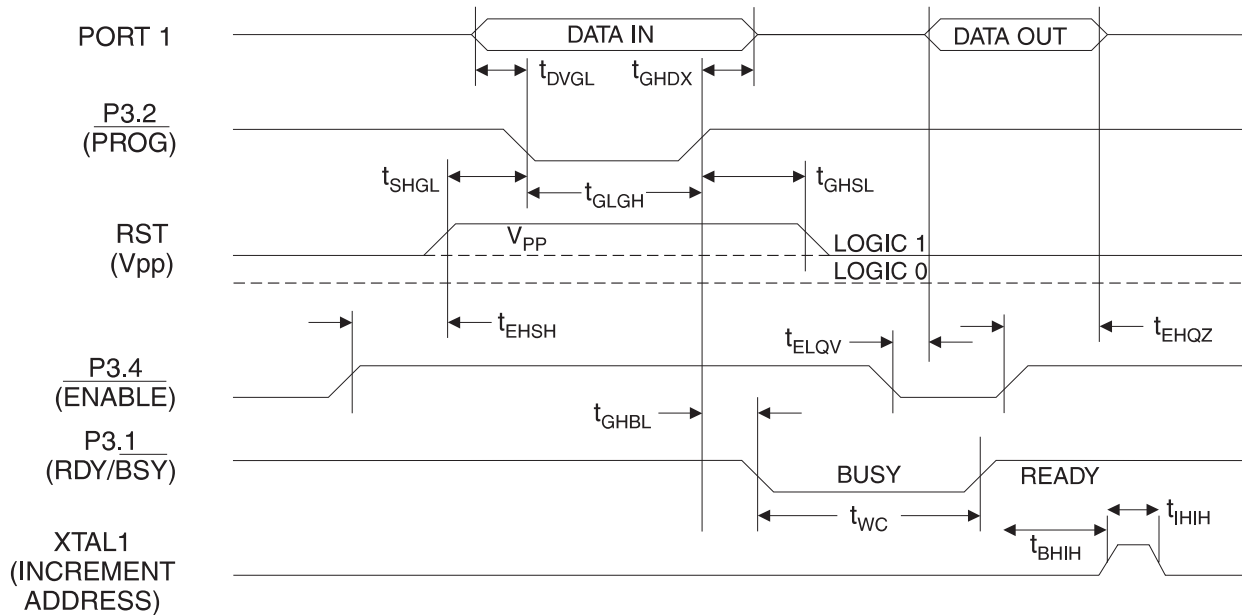 PORT 1
DATA IN
DATA OUT
tDVGL
tGHDX
P3.2
(PROG)
tSHGL
tGLGH
tGHSL
RST
(Vpp)
VPP
LOGIC 1
LOGIC 0
tEHSH
tELQV
tEHQZ
P3.4
(ENABLE)
tGHBL
P3.1
(RDY/BSY)
BUSY
READY
tWC
tIHIH
tBHIH
XTAL1
(INCREMENT
ADDRESS)